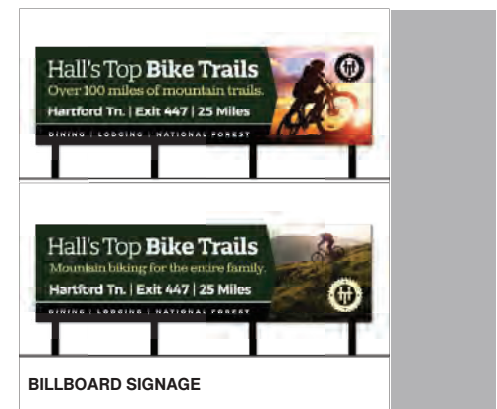 Hall's Top Bike Trails
Over 100 miles of mountain trails.
Hartford Tn. | Exit 447 | 25 Miles
DINING | LODGING | NATIONAL FOREST
Hall's Top Bike Trails
Mountain biking for the entire family.
Hartford Tn. | Exit 447 | 25 Miles
DINING | LODGING | NATIONAL FOREST
BILLBOARD SIGNAGE